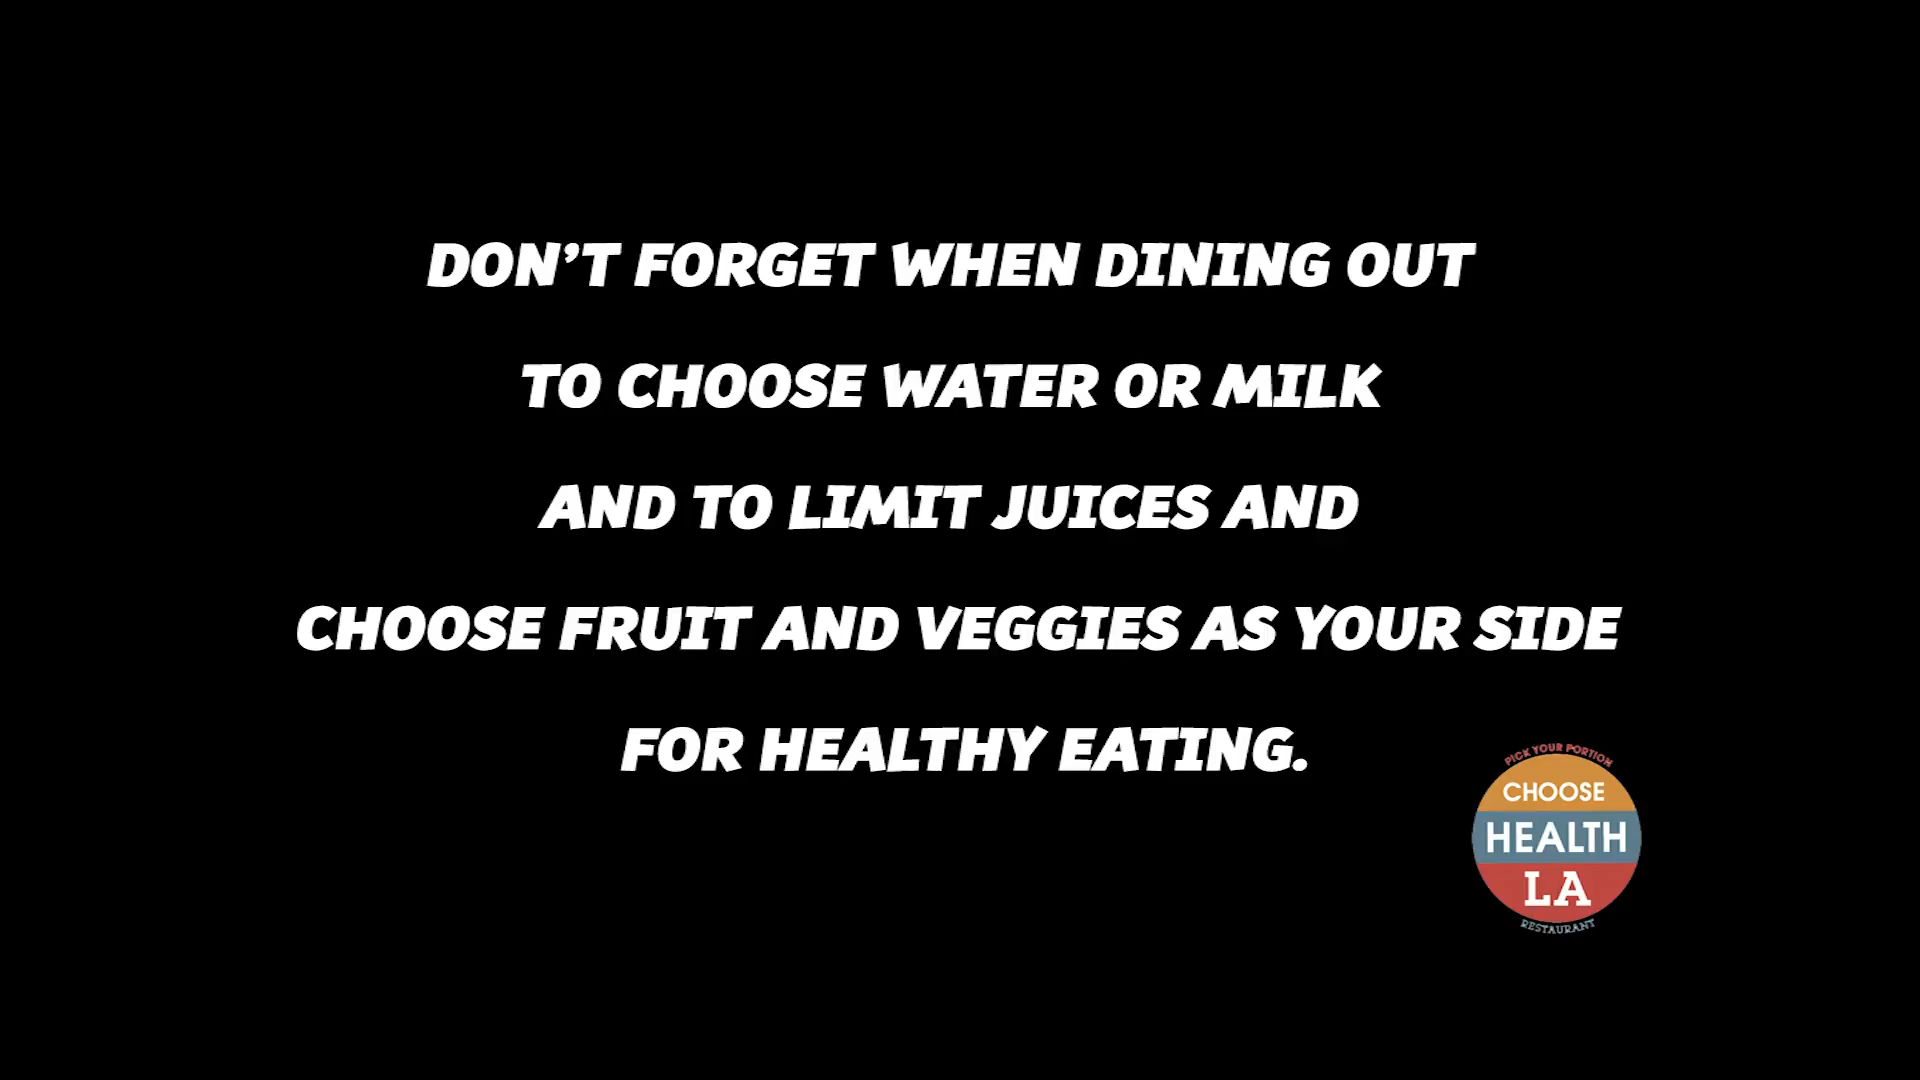 DON’T FORGET WHEN DINING OUT
TO CHOOSE WATER OR MILK
AND TO LIMIT JUICES AND
CHOOSE FRUIT AND VEGGIES AS YOUR SIDE
FOR HEALTHY EATING.
PICK YOUR PORTION
CHOOSE
HEALTH
LA
RESTAURANT